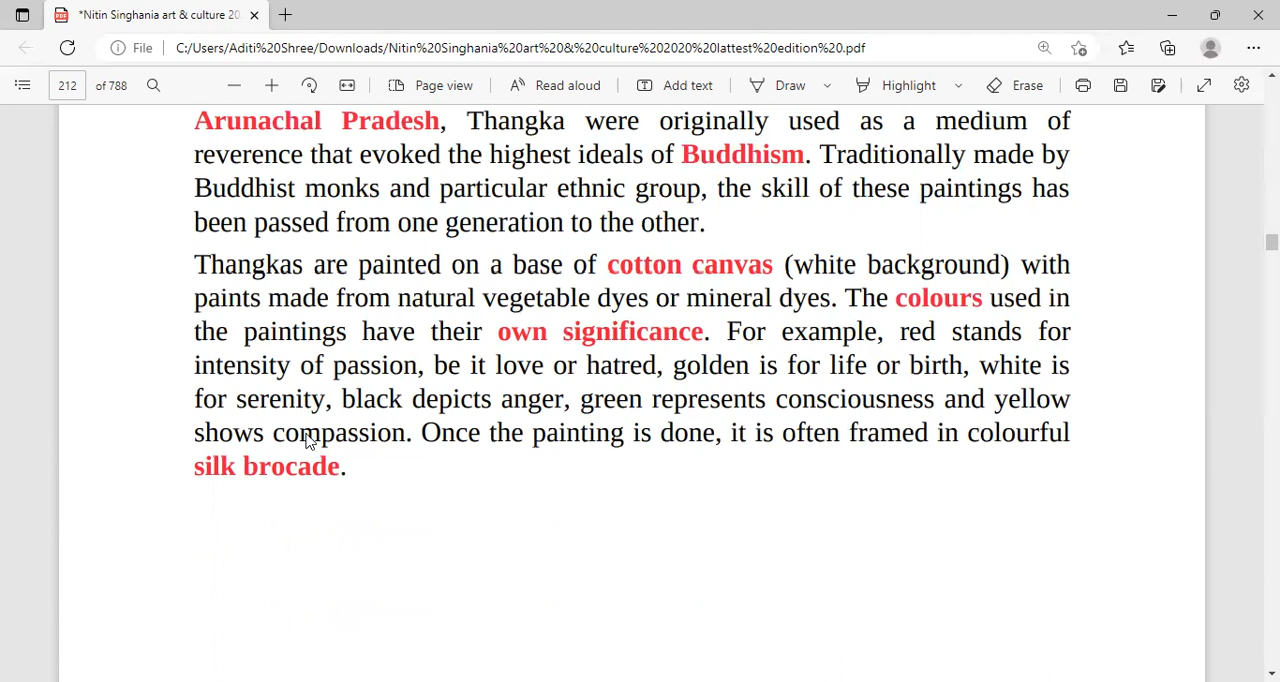 *Nitin Singhania art & culture 20
File C:/Users/Aditi%20Shree/Downloads/Nitin%20Singhania%20art%20&%20culture%202020%20lattest%20edition%20.pdf
212 of 788 Page view Read aloud Add text Draw Highlight Erase
Arunachal Pradesh, Thangka were originally used as a medium of
reverence that evoked the highest ideals of Buddhism. Traditionally made by
Buddhist monks and particular ethnic group, the skill of these paintings has
been passed from one generation to the other.
Thangkas are painted on a base of cotton canvas (white background) with
paints made from natural vegetable dyes or mineral dyes. The colours used in
the paintings have their own significance. For example, red stands for
intensity of passion, be it love or hatred, golden is for life or birth, white is
for serenity, black depicts anger, green represents consciousness and yellow
shows compassion. Once the painting is done, it is often framed in colourful
silk brocade.